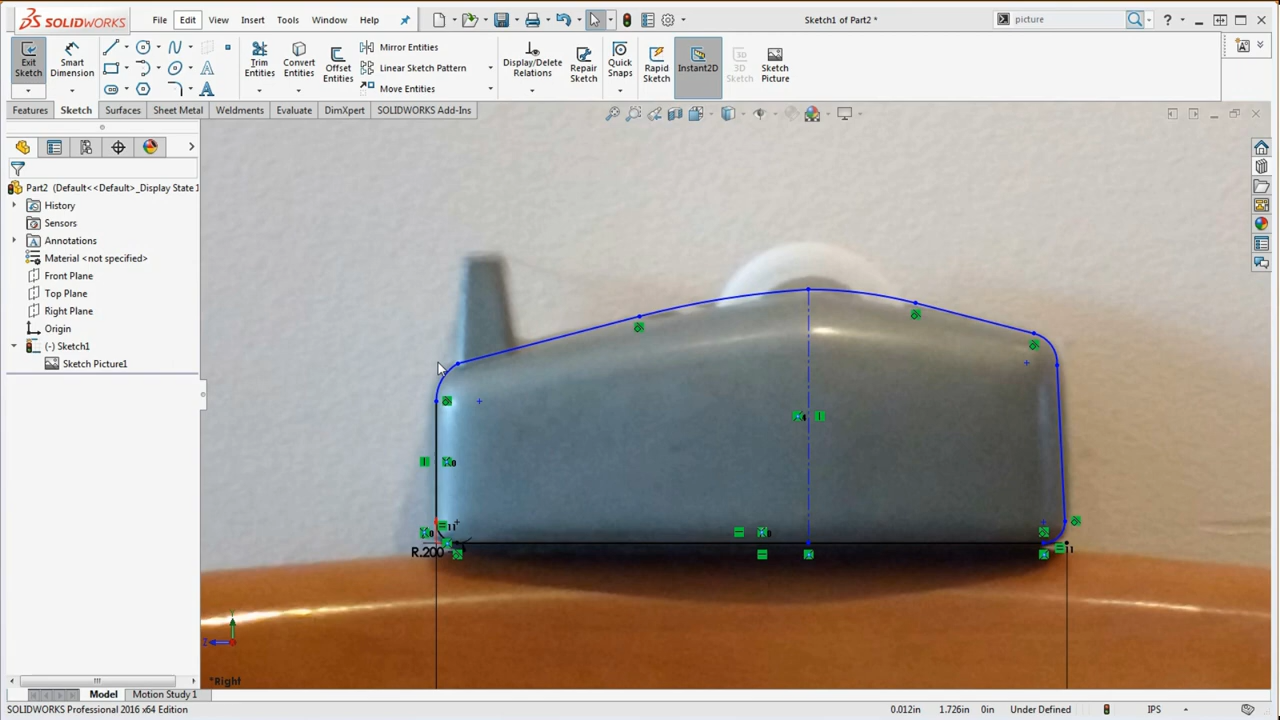 SOLIDWORKS File Edit View Insert Tools Window Help Sketch1 of Part2 * picture
Exit Sketch
Smart Dimension
Trim Entities
Convert Entities
Offset Entities
Mirror Entities
Linear Sketch Pattern
Move Entities
Display/Delete Relations
Repair Sketch
Quick Snaps
Rapid Sketch
Instant2D
3D Sketch
Sketch Picture
Features Sketch Surfaces Sheet Metal Weldments Evaluate DimXpert SOLIDWORKS Add-Ins
Part2 (Default<<Default>_Display State 1
History
Sensors
Annotations
Material <not specified>
Front Plane
Top Plane
Right Plane
Origin
(-) Sketch1
Sketch Picture1
R.200
11
11
Y
Z
*Right
Model Motion Study 1
SOLIDWORKS Professional 2016 x64 Edition 0.012in 1.726in 0in Under Defined IPS